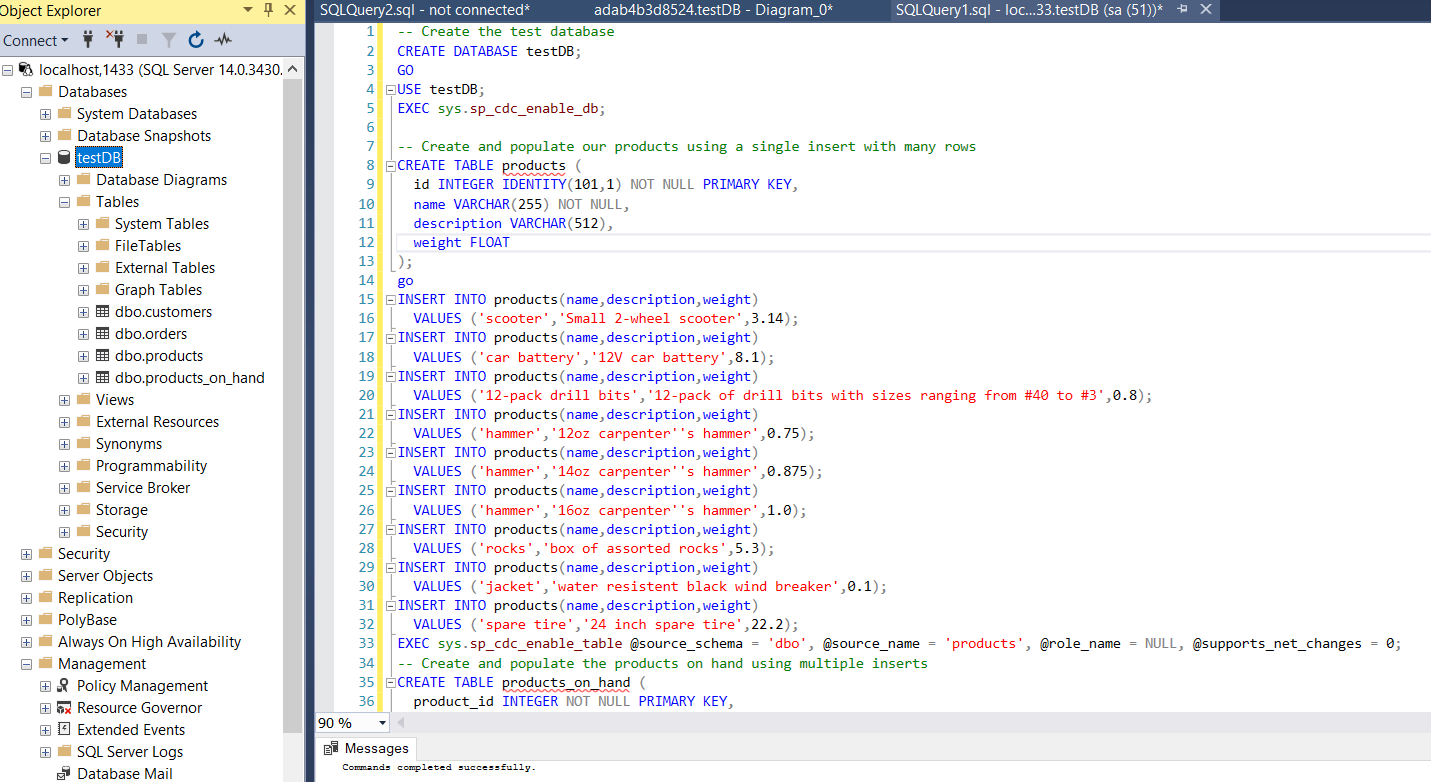 Object Explorer
Connect
localhost,1433 (SQL Server 14.0.3430.
Databases
System Databases
Database Snapshots
testDB
Database Diagrams
Tables
System Tables
FileTables
External Tables
Graph Tables
dbo.customers
dbo.orders
dbo.products
dbo.products_on_hand
Views
External Resources
Synonyms
Programmability
Service Broker
Storage
Security
Security
Server Objects
Replication
PolyBase
Always On High Availability
Management
Policy Management
Resource Governor
Extended Events
SQL Server Logs
Database Mail
SQLQuery2.sql - not connected*
adab4b3d8524.testDB - Diagram_0*
SQLQuery1.sql - loc...33.testDB (sa (51))*
1 -- Create the test database
2 CREATE DATABASE testDB;
3 GO
4 USE testDB;
5 EXEC sys.sp_cdc_enable_db;
6
7 -- Create and populate our products using a single insert with many rows
8 CREATE TABLE products (
9 id INTEGER IDENTITY(101,1) NOT NULL PRIMARY KEY,
10 name VARCHAR(255) NOT NULL,
11 description VARCHAR(512),
12 weight FLOAT
13 );
14 go
15 INSERT INTO products(name,description,weight)
16 VALUES ('scooter','Small 2-wheel scooter',3.14);
17 INSERT INTO products(name,description,weight)
18 VALUES ('car battery','12V car battery',8.1);
19 INSERT INTO products(name,description,weight)
20 VALUES ('12-pack drill bits','12-pack of drill bits with sizes ranging from #40 to #3',0.8);
21 INSERT INTO products(name,description,weight)
22 VALUES ('hammer','12oz carpenter''s hammer',0.75);
23 INSERT INTO products(name,description,weight)
24 VALUES ('hammer','14oz carpenter''s hammer',0.875);
25 INSERT INTO products(name,description,weight)
26 VALUES ('hammer','16oz carpenter''s hammer',1.0);
27 INSERT INTO products(name,description,weight)
28 VALUES ('rocks','box of assorted rocks',5.3);
29 INSERT INTO products(name,description,weight)
30 VALUES ('jacket','water resistent black wind breaker',0.1);
31 INSERT INTO products(name,description,weight)
32 VALUES ('spare tire','24 inch spare tire',22.2);
33 EXEC sys.sp_cdc_enable_table @source_schema = 'dbo', @source_name = 'products', @role_name = NULL, @supports_net_changes = 0;
34 -- Create and populate the products on hand using multiple inserts
35 CREATE TABLE products_on_hand (
36 product_id INTEGER NOT NULL PRIMARY KEY,
90 %
Messages
Commands completed successfully.